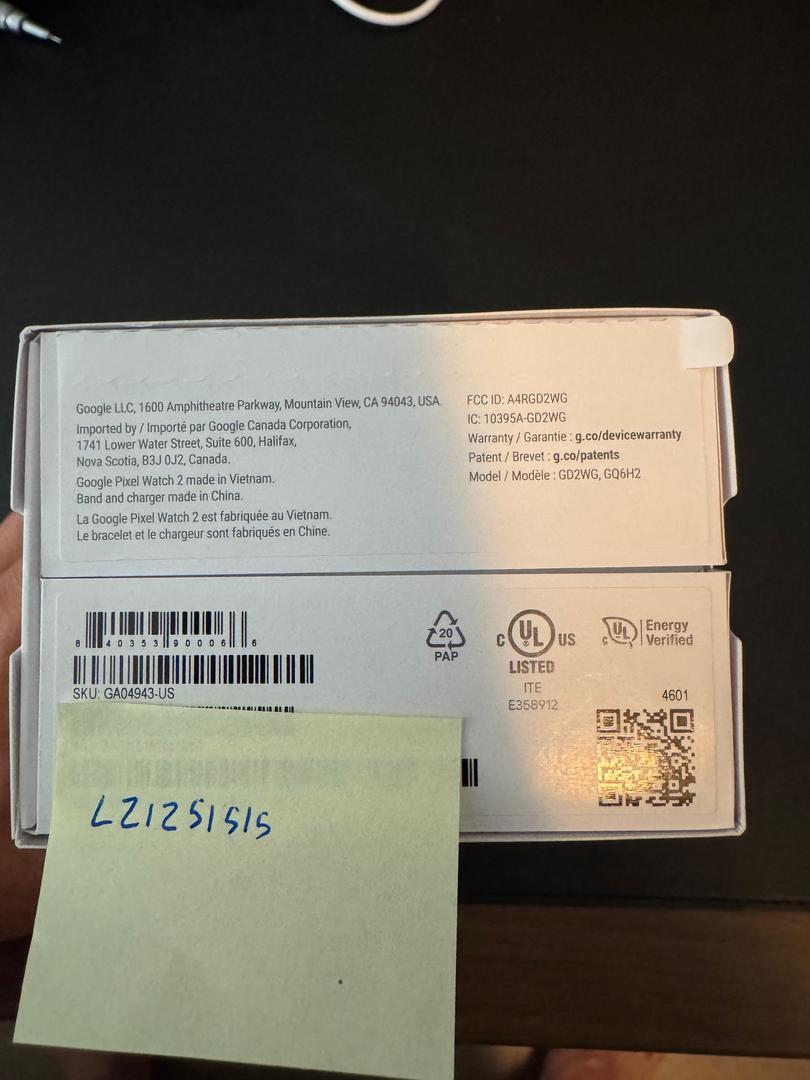 Google LLC, 1600 Amphitheatre Parkway, Mountain View, CA 94043, USA.
Imported by / Importé par Google Canada Corporation,
1741 Lower Water Street, Suite 600, Halifax,
Nova Scotia, B3J 0J2, Canada.
Google Pixel Watch 2 made in Vietnam.
Band and charger made in China.
La Google Pixel Watch 2 est fabriquée au Vietnam.
Le bracelet et le chargeur sont fabriqués en Chine.
FCC ID: A4RGD2WG
IC: 10395A-GD2WG
Warranty / Garantie : g.co/devicewarranty
Patent / Brevet : g.co/patents
Model / Modèle : GD2WG, GQ6H2
8 40353 90006 6
SKU: GA04943-US
20
PAP
C UL US
LISTED
ITE
E358912
UL Energy
Verified
4601
LZ1251515